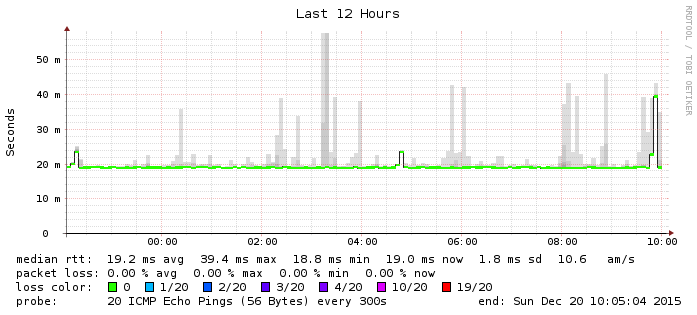 Last 12 Hours
RRDTOOL / TOBI OETIKER
Seconds
50 m
40 m
30 m
20 m
10 m
0
00:00 02:00 04:00 06:00 08:00 10:00
median rtt: 19.2 ms avg 39.4 ms max 18.8 ms min 19.0 ms now 1.8 ms sd 10.6 am/s
packet loss: 0.00 % avg 0.00 % max 0.00 % min 0.00 % now
loss color: 0 1/20 2/20 3/20 4/20 10/20 19/20
probe: 20 ICMP Echo Pings (56 Bytes) every 300s end: Sun Dec 20 10:05:04 2015